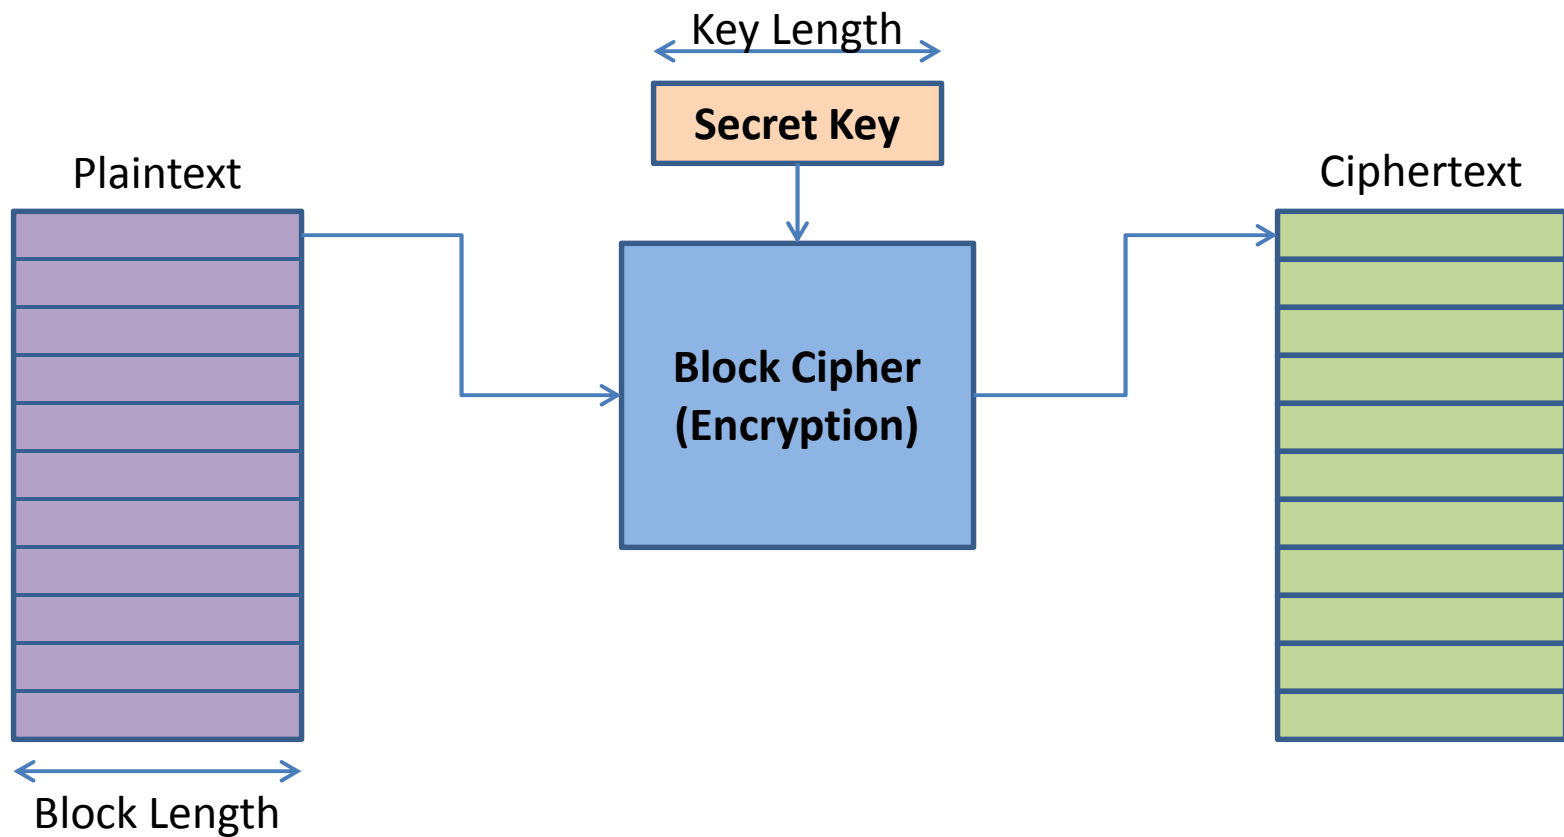 Key Length
Secret Key
Plaintext
Ciphertext
Block Cipher
(Encryption)
Block Length